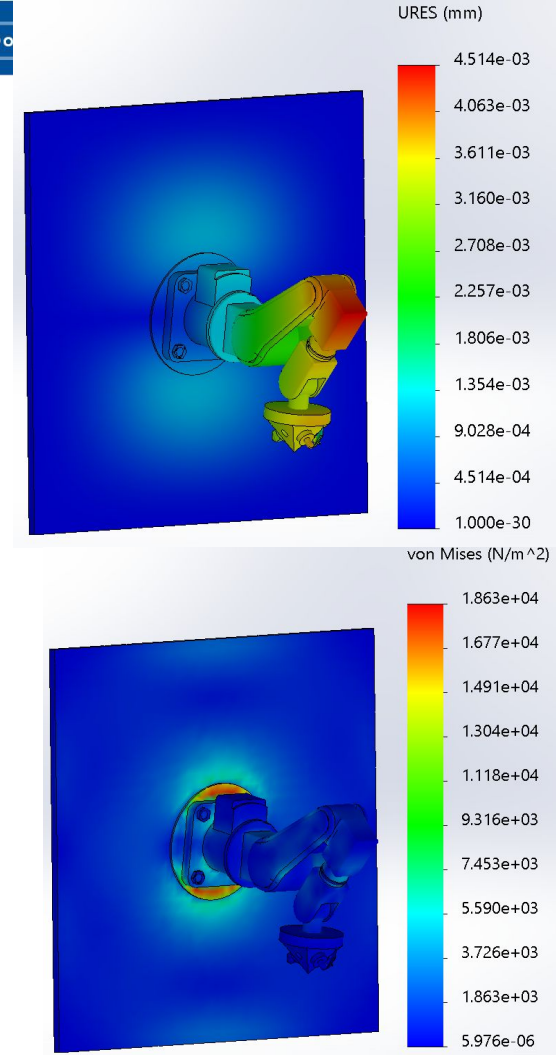 URES (mm)
4.514e-03
4.063e-03
3.611e-03
3.160e-03
2.708e-03
2.257e-03
1.806e-03
1.354e-03
9.028e-04
4.514e-04
1.000e-30
von Mises (N/m^2)
1.863e+04
1.677e+04
1.491e+04
1.304e+04
1.118e+04
9.316e+03
7.453e+03
5.590e+03
3.726e+03
1.863e+03
5.976e-06